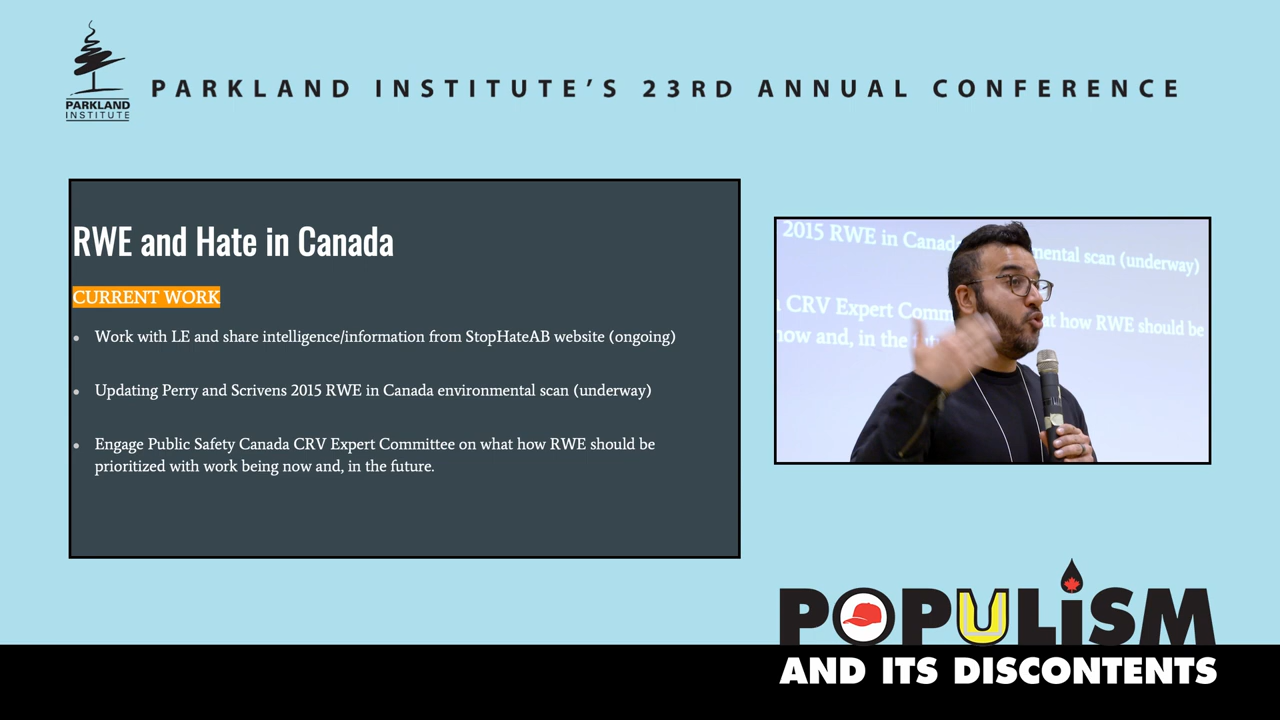 PARKLAND
INSTITUTE
PARKLAND INSTITUTE'S 23RD ANNUAL CONFERENCE
RWE and Hate in Canada
CURRENT WORK
• Work with LE and share intelligence/information from StopHateAB website (ongoing)
• Updating Perry and Scrivens 2015 RWE in Canada environmental scan (underway)
• Engage Public Safety Canada CRV Expert Committee on what how RWE should be
prioritized with work being now and, in the future.
2015 RWE in Canada mental scan (underway)
CRV Expert Comm at how RWE should be
now and, in the
POPULiSM
AND ITS DISCONTENTS